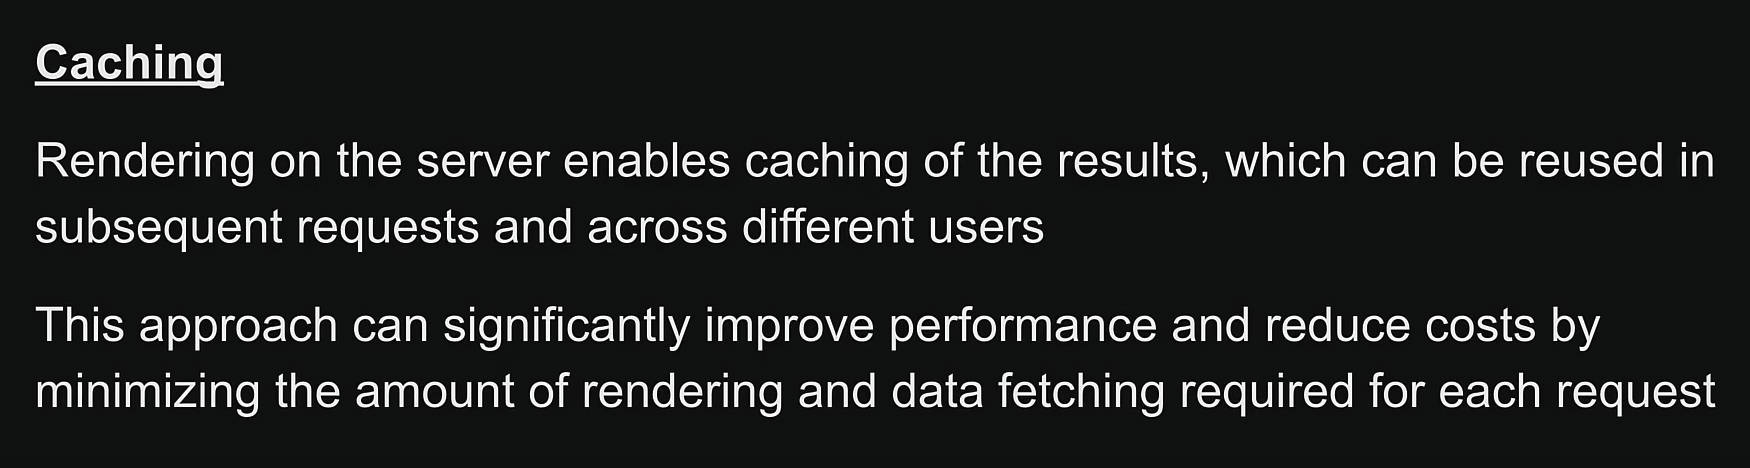 Caching
Rendering on the server enables caching of the results, which can be reused in
subsequent requests and across different users
This approach can significantly improve performance and reduce costs by
minimizing the amount of rendering and data fetching required for each request